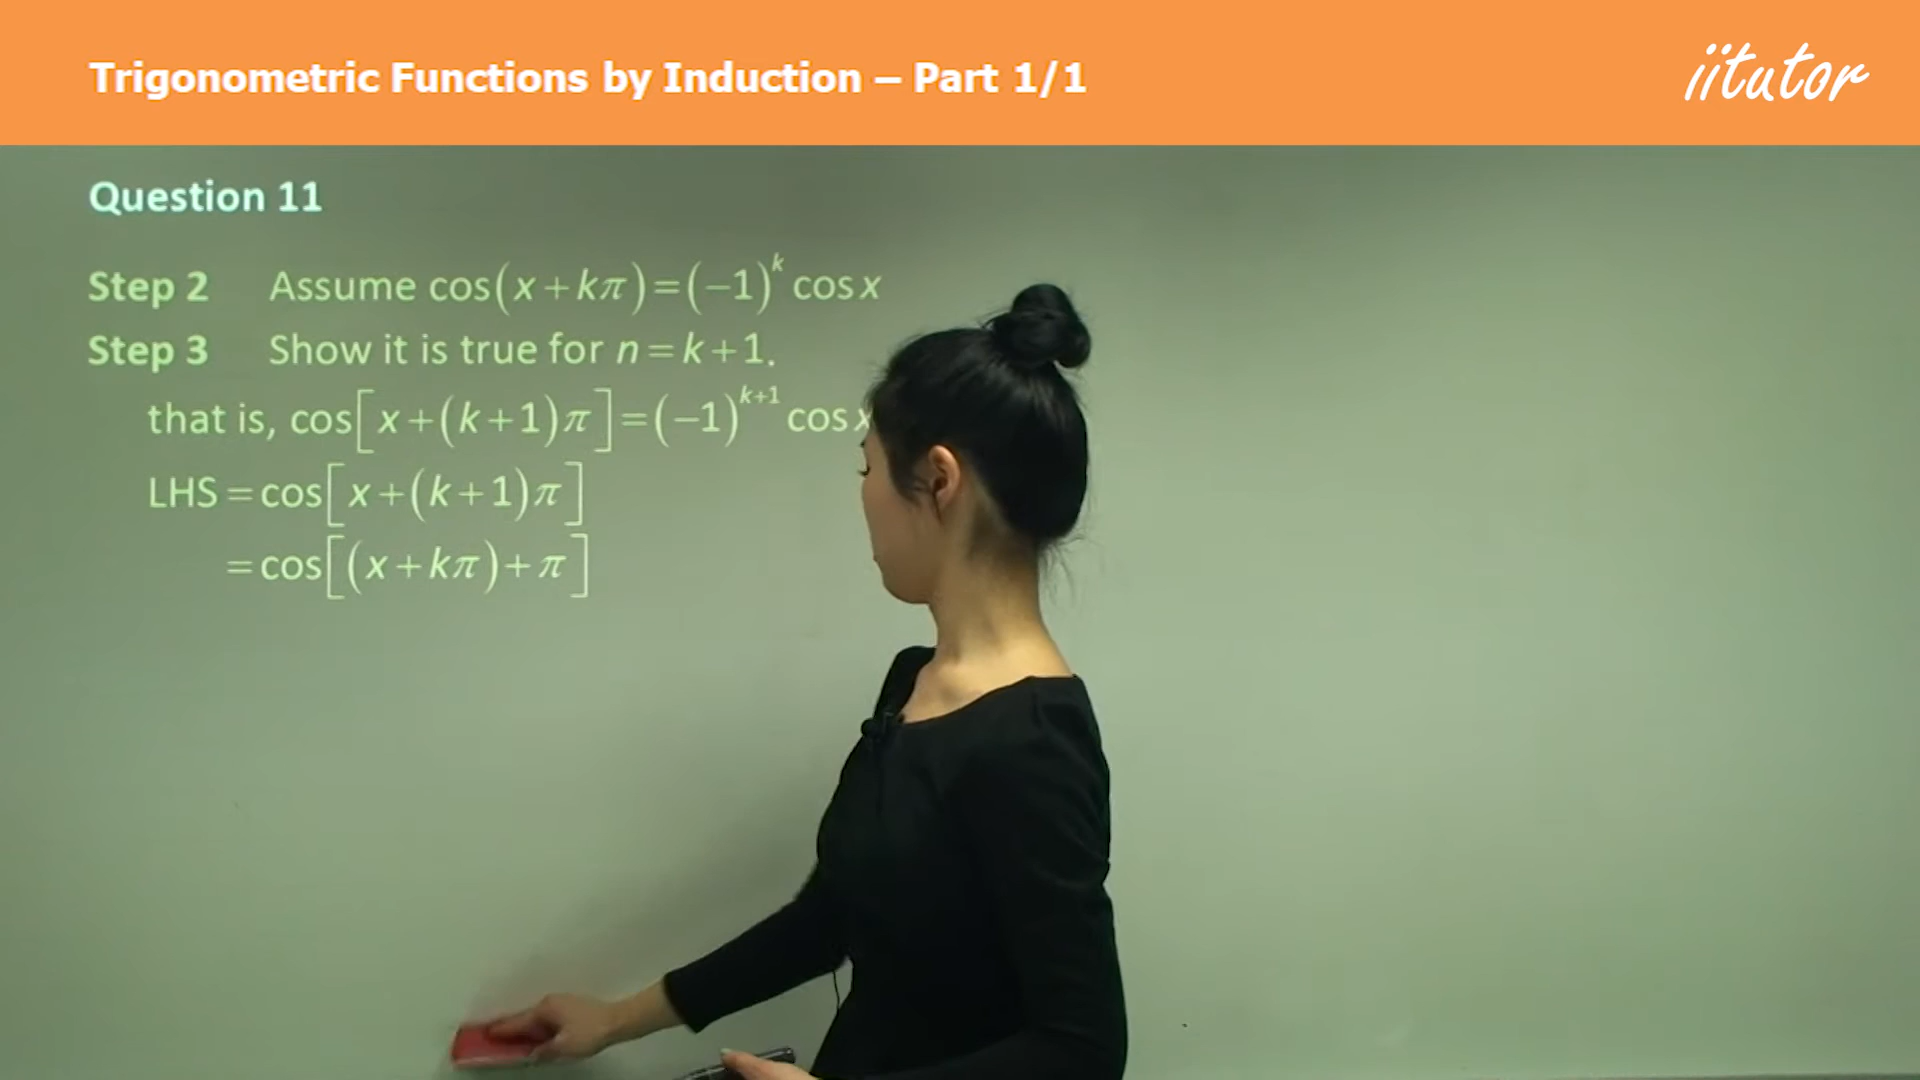 Trigonometric Functions by Induction – Part 1/1
iitutor
Question 11
Step 2 Assume cos(x+kπ)=(−1)^k cos x
Step 3 Show it is true for n=k+1.
that is, cos[x+(k+1)π]=(−1)^{k+1} cos x
LHS=cos[x+(k+1)π]
=cos[(x+kπ)+π]